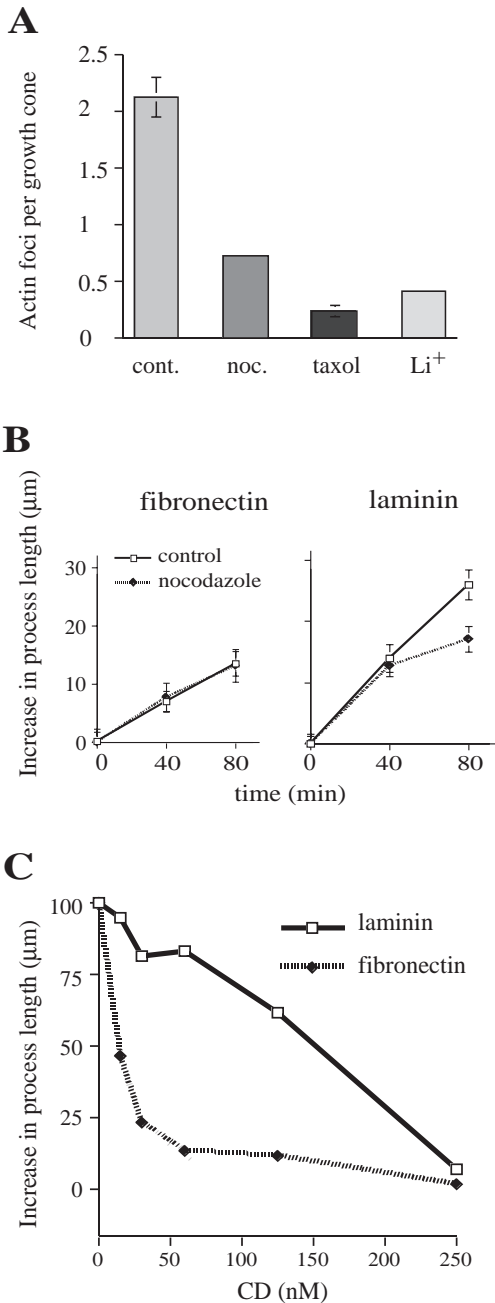 A
Actin foci per growth cone
2.5
2
1.5
1
0.5
0
cont.
noc.
taxol
Li+
B
Increase in process length (μm)
fibronectin
laminin
control
nocodazole
30
20
10
0
0
40
80
0
40
80
time (min)
C
Increase in process length (μm)
100
75
50
25
0
laminin
fibronectin
0
50
100
150
200
250
CD (nM)